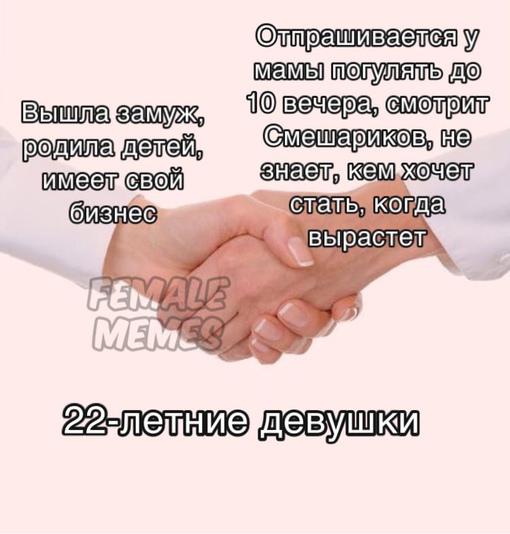 Вышла замуж,
родила детей,
имеет свой
бизнес
Отпрашивается у
мамы погулять до
10 вечера, смотрит
Смешариков, не
знает, кем хочет
стать, когда
вырастет
FEMALE
MEMES
22-летние девушки